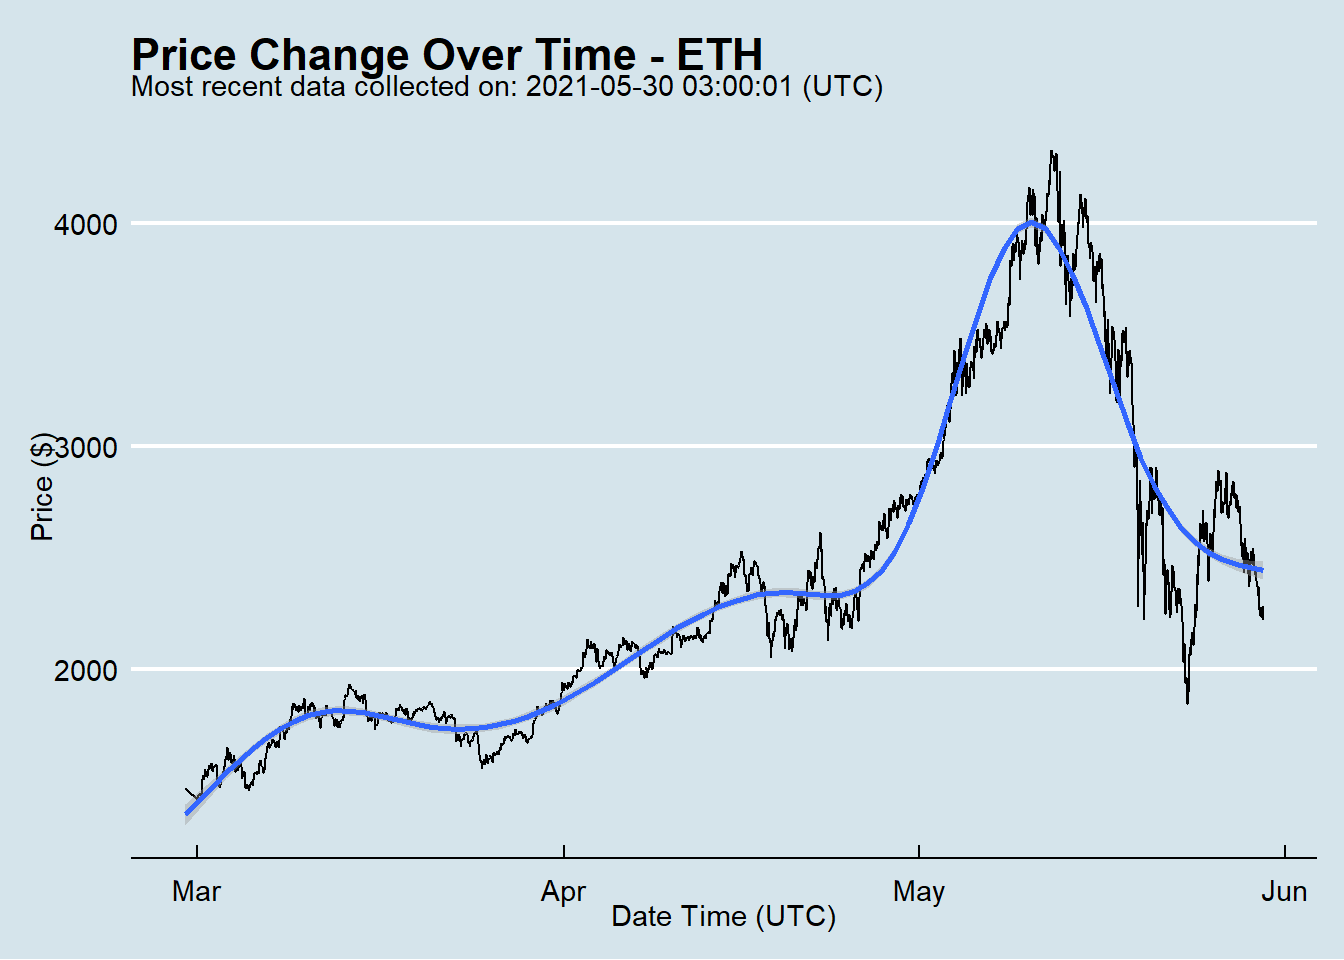 Price Change Over Time - ETH
Most recent data collected on: 2021-05-30 03:00:01 (UTC)
4000
3000
2000
Price ($)
Mar
Apr
May
Jun
Date Time (UTC)